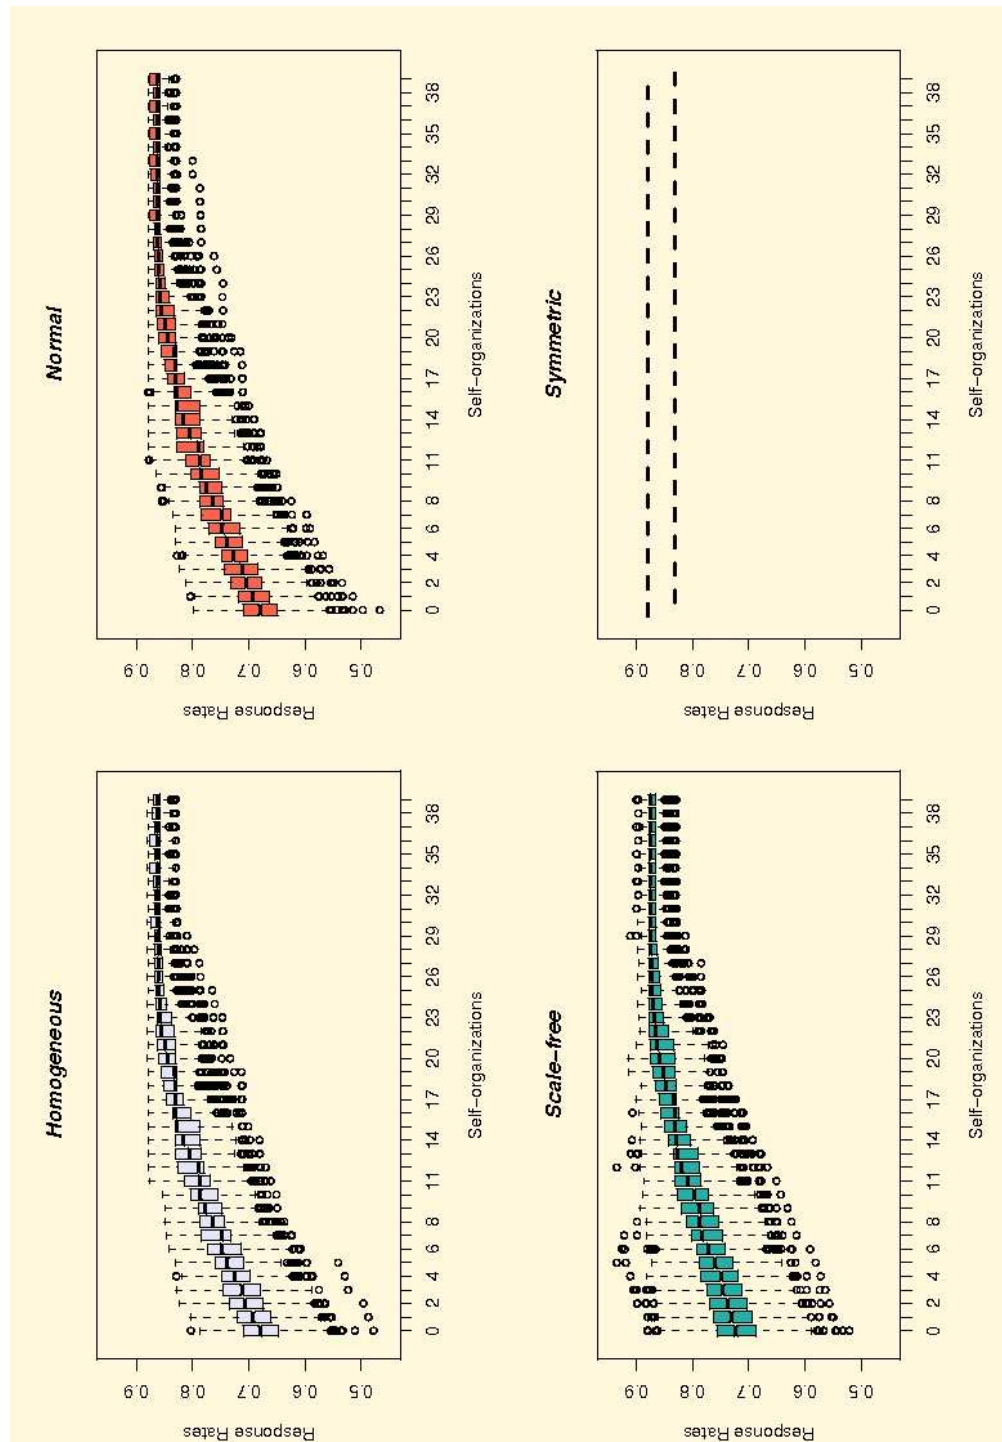 Homogeneous
Response Rates
0.9
0.8
0.7
0.6
0.5
0 2 4 6 8 11 14 17 20 23 26 29 32 35 38
Self-organizations
Normal
Response Rates
0.9
0.8
0.7
0.6
0.5
0 2 4 6 8 11 14 17 20 23 26 29 32 35 38
Self-organizations
Scale-free
Response Rates
0.9
0.8
0.7
0.6
0.5
0 2 4 6 8 11 14 17 20 23 26 29 32 35 38
Self-organizations
Symmetric
Response Rates
0.9
0.8
0.7
0.6
0.5
0 2 4 6 8 11 14 17 20 23 26 29 32 35 38
Self-organizations